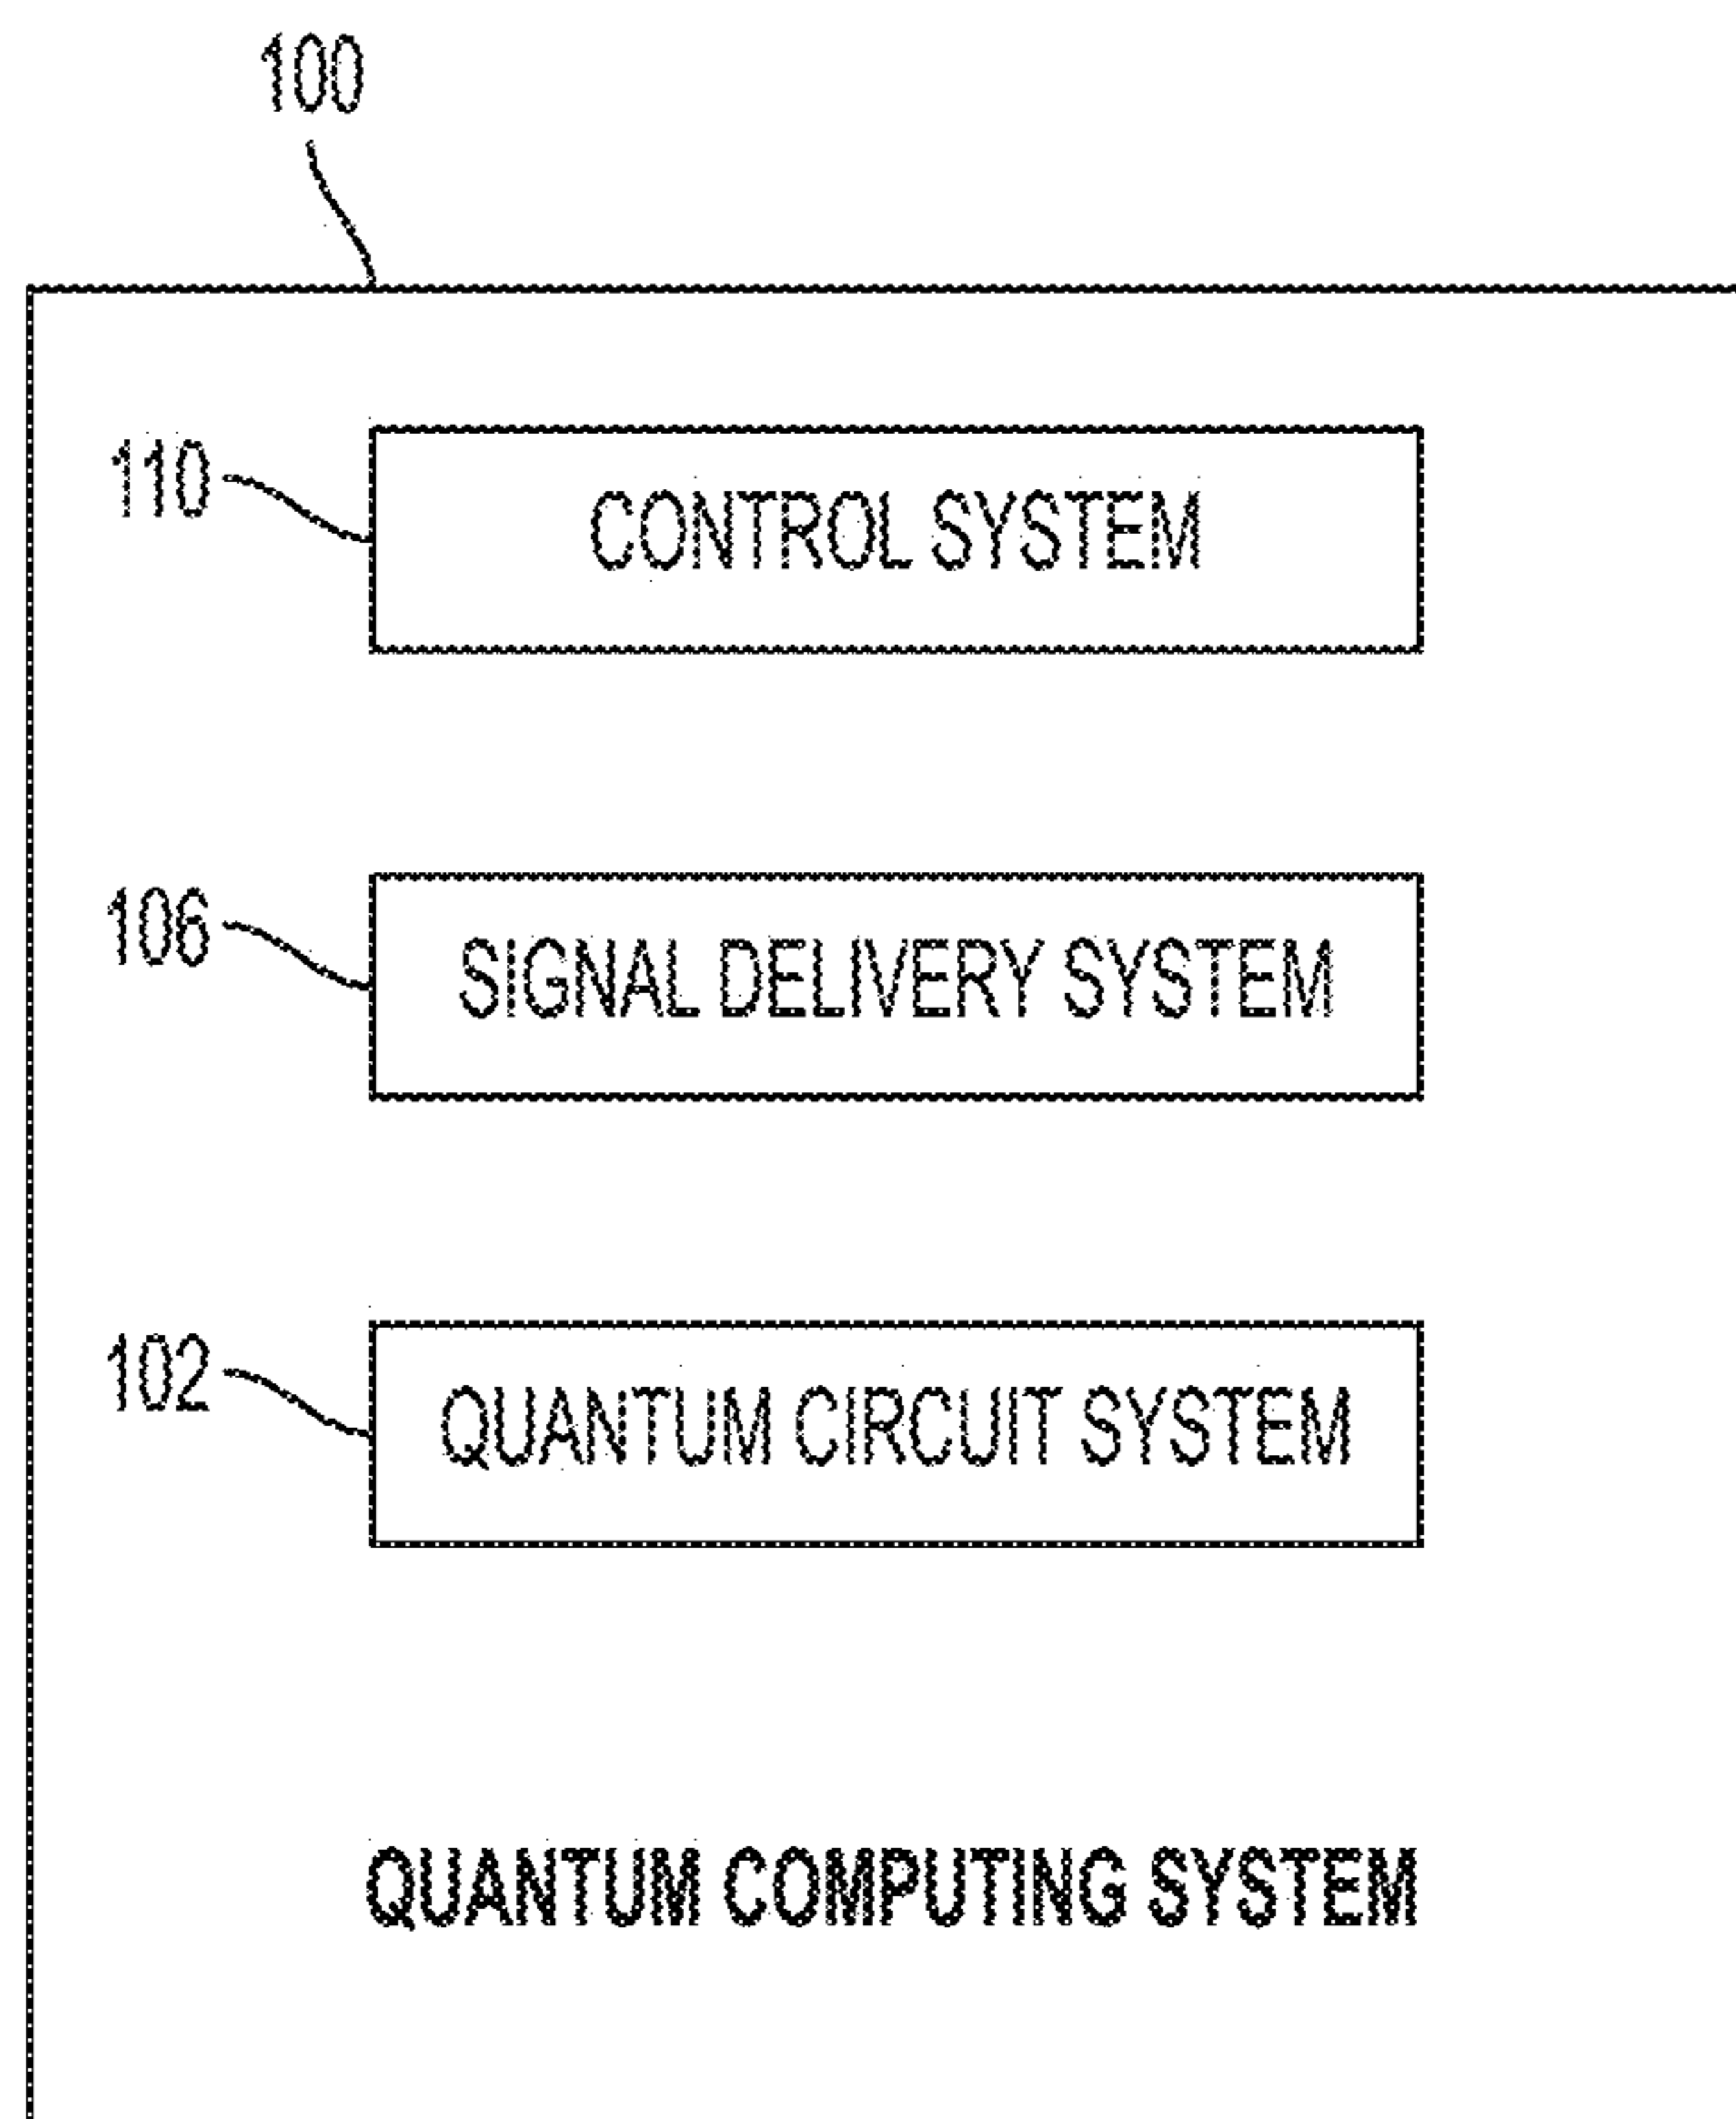 100
110
CONTROL SYSTEM
106
SIGNAL DELIVERY SYSTEM
102
QUANTUM CIRCUIT SYSTEM
QUANTUM COMPUTING SYSTEM